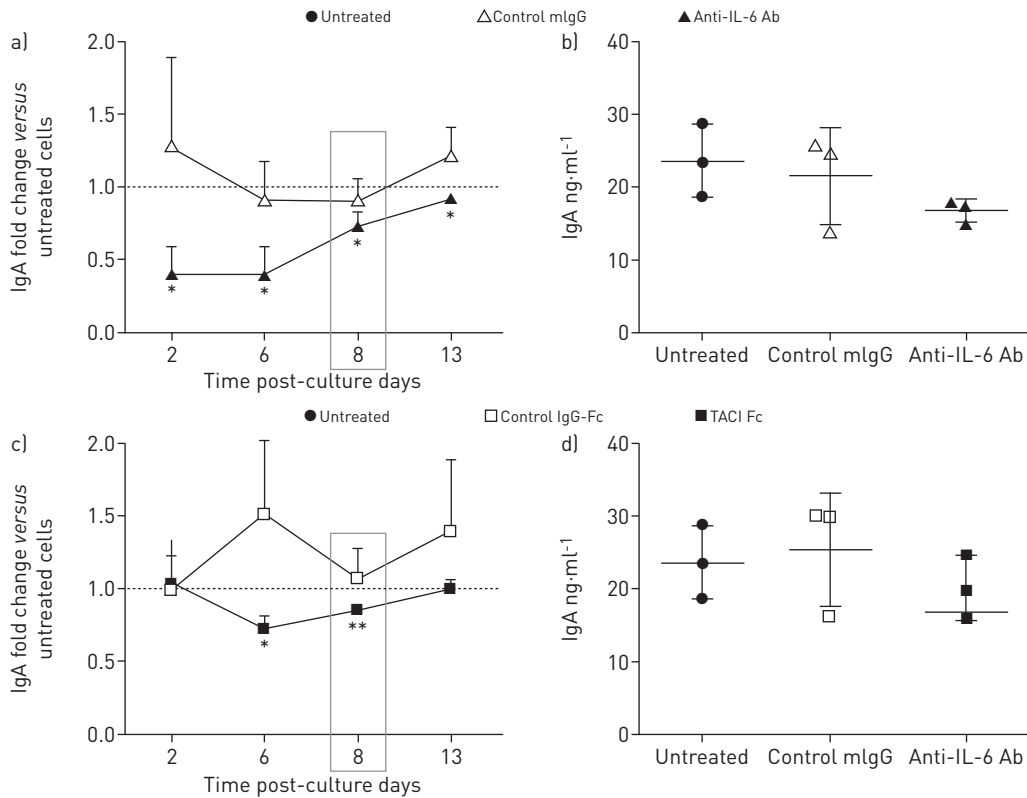 Untreated Control mIgG Anti-IL-6 Ab
a) b)
2.0 1.5 1.0 0.5 0.0
IgA fold change versus
untreated cells
* * * *
2 6 8 13
Time post-culture days
40 30 20 10 0
IgA ng·ml⁻¹
Untreated Control mIgG Anti-IL-6 Ab
Untreated Control IgG-Fc TACI Fc
c) d)
2.0 1.5 1.0 0.5 0.0
IgA fold change versus
untreated cells
* **
2 6 8 13
Time post-culture days
40 30 20 10 0
IgA ng·ml⁻¹
Untreated Control mIgG Anti-IL-6 Ab